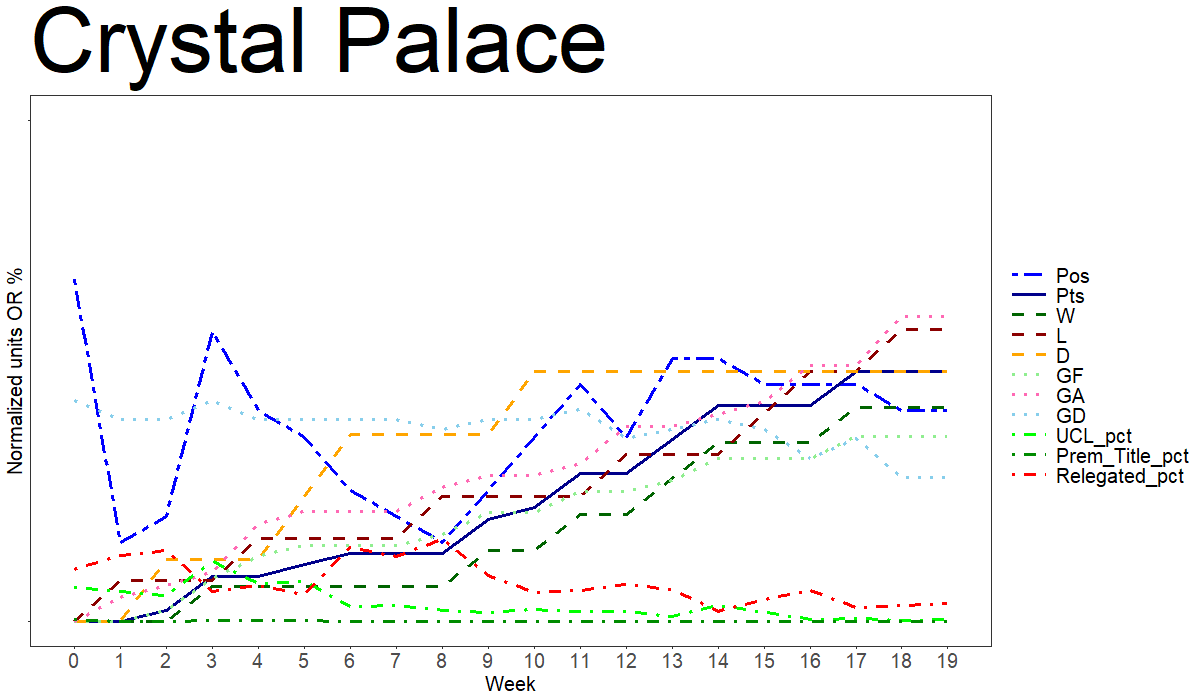 Crystal Palace
Normalized units OR %
0 1 2 3 4 5 6 7 8 9 10 11 12 13 14 15 16 17 18 19
Week
Pos
Pts
W
L
D
GF
GA
GD
UCL_pct
Prem_Title_pct
Relegated_pct